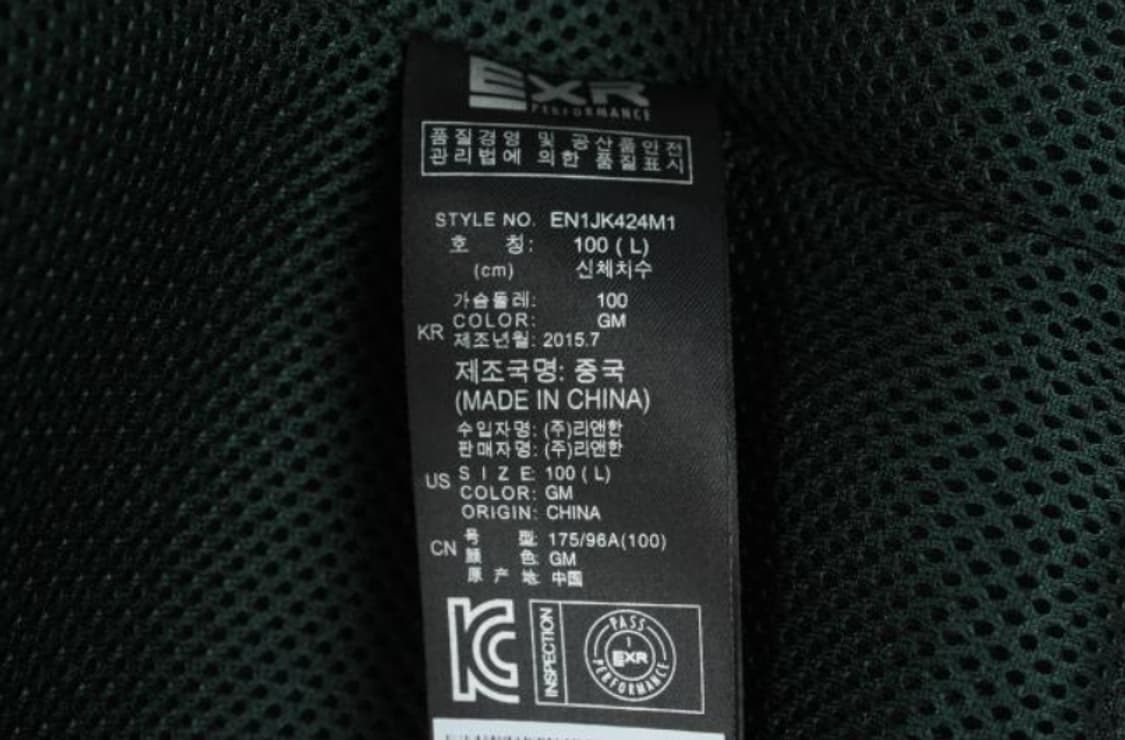 EXR
PERFORMANCE
품질경영 및 공산품안전
관리법에 의한 품질표시
STYLE NO. EN1JK424M1
호 칭: 100 ( L )
(cm) 신체치수
가슴둘레: 100
COLOR: GM
KR 제조년월: 2015.7
제조국명: 중국
(MADE IN CHINA)
수입자명: (주)리앤한
판매자명: (주)리앤한
US S I Z E: 100 ( L )
COLOR: GM
ORIGIN: CHINA
CN 号 型: 175/96A(100)
顏 色: GM
原 产 地: 中国
KC
INSPECTION
PASS
1
EXR
PERFORMANCE